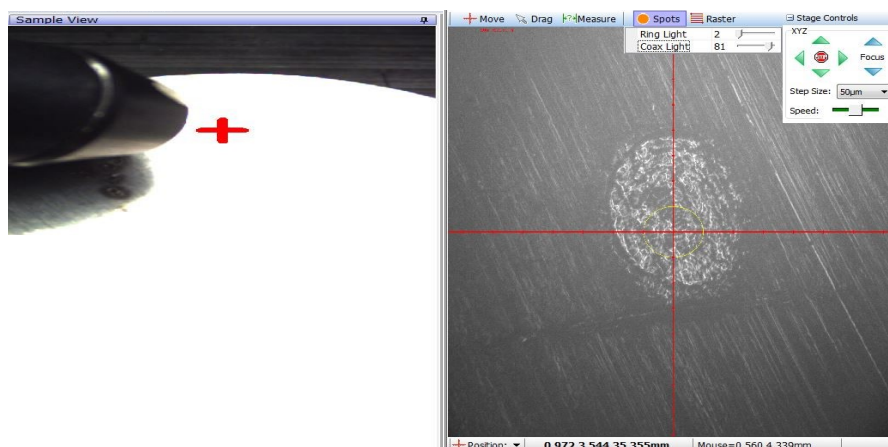 Sample View
Move Drag Measure Spots Raster
Ring Light 2
Coax Light 81
Stage Controls
XYZ
Focus
Step Size: 50µm
Speed:
Position: 0.972 3.544 35.355mm Mouse=0.560 4.339mm